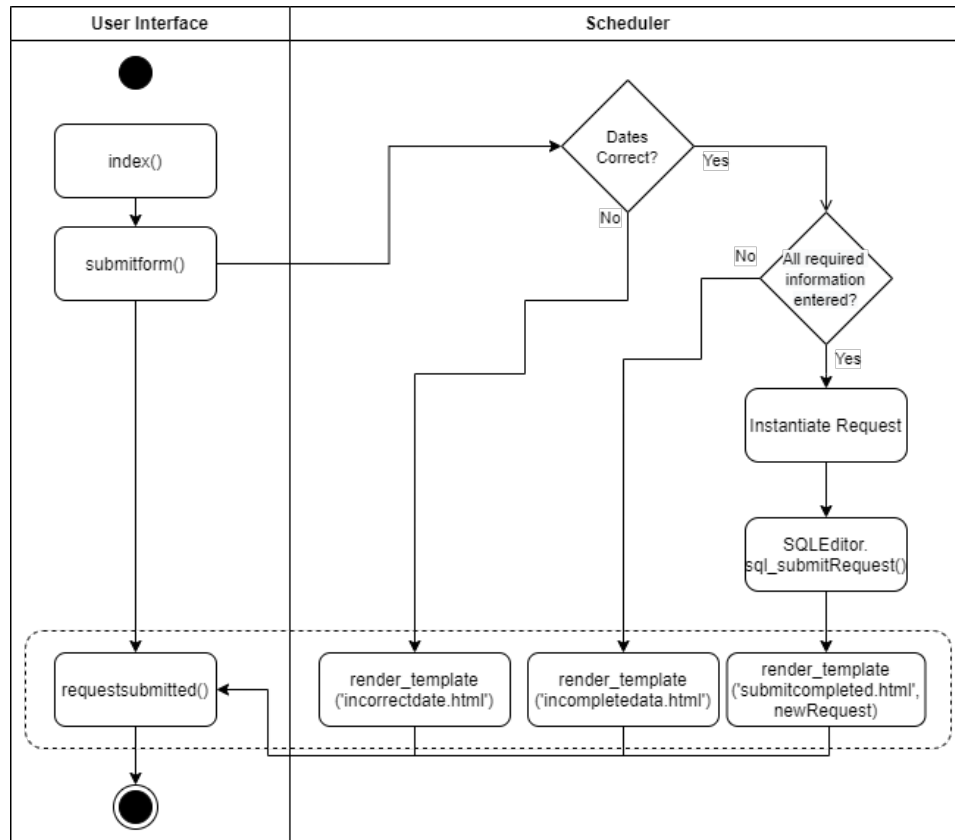 User Interface
Scheduler
index()
submitform()
Dates
Correct?
Yes
No
All required
information
entered?
No
Yes
Instantiate Request
SQLEditor.
sql_submitRequest()
requestsubmitted()
render_template
('incorrectdate.html')
render_template
('incompletedata.html')
render_template
('submitcompleted.html',
newRequest)